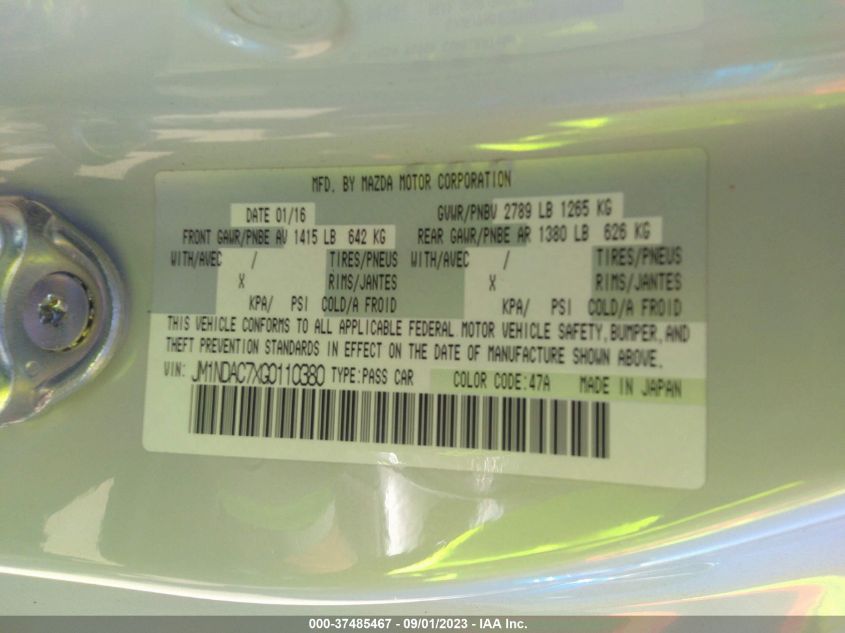 MFD. BY MAZDA MOTOR CORPORATION
DATE 01/16 GVWR/PNBV 2789 LB 1265 KG
FRONT GAWR/PNBE AV 1415 LB 642 KG REAR GAWR/PNBE AR 1380 LB 626 KG
WITH/AVEC / TIRES/PNEUS WITH/AVEC / TIRES/PNEUS
X RIMS/JANTES X RIMS/JANTES
KPA/ PSI COLD/A FROID KPA/ PSI COLD/A FROID
THIS VEHICLE CONFORMS TO ALL APPLICABLE FEDERAL MOTOR VEHICLE SAFETY, BUMPER, AND
THEFT PREVENTION STANDARDS IN EFFECT ON THE DATE OF MANUFACTURE SHOWN ABOVE.
VIN: JM1NDAC7XG0110380 TYPE:PASS CAR COLOR CODE:47A MADE IN JAPAN
000-37485467 - 09/01/2023 - IAA Inc.